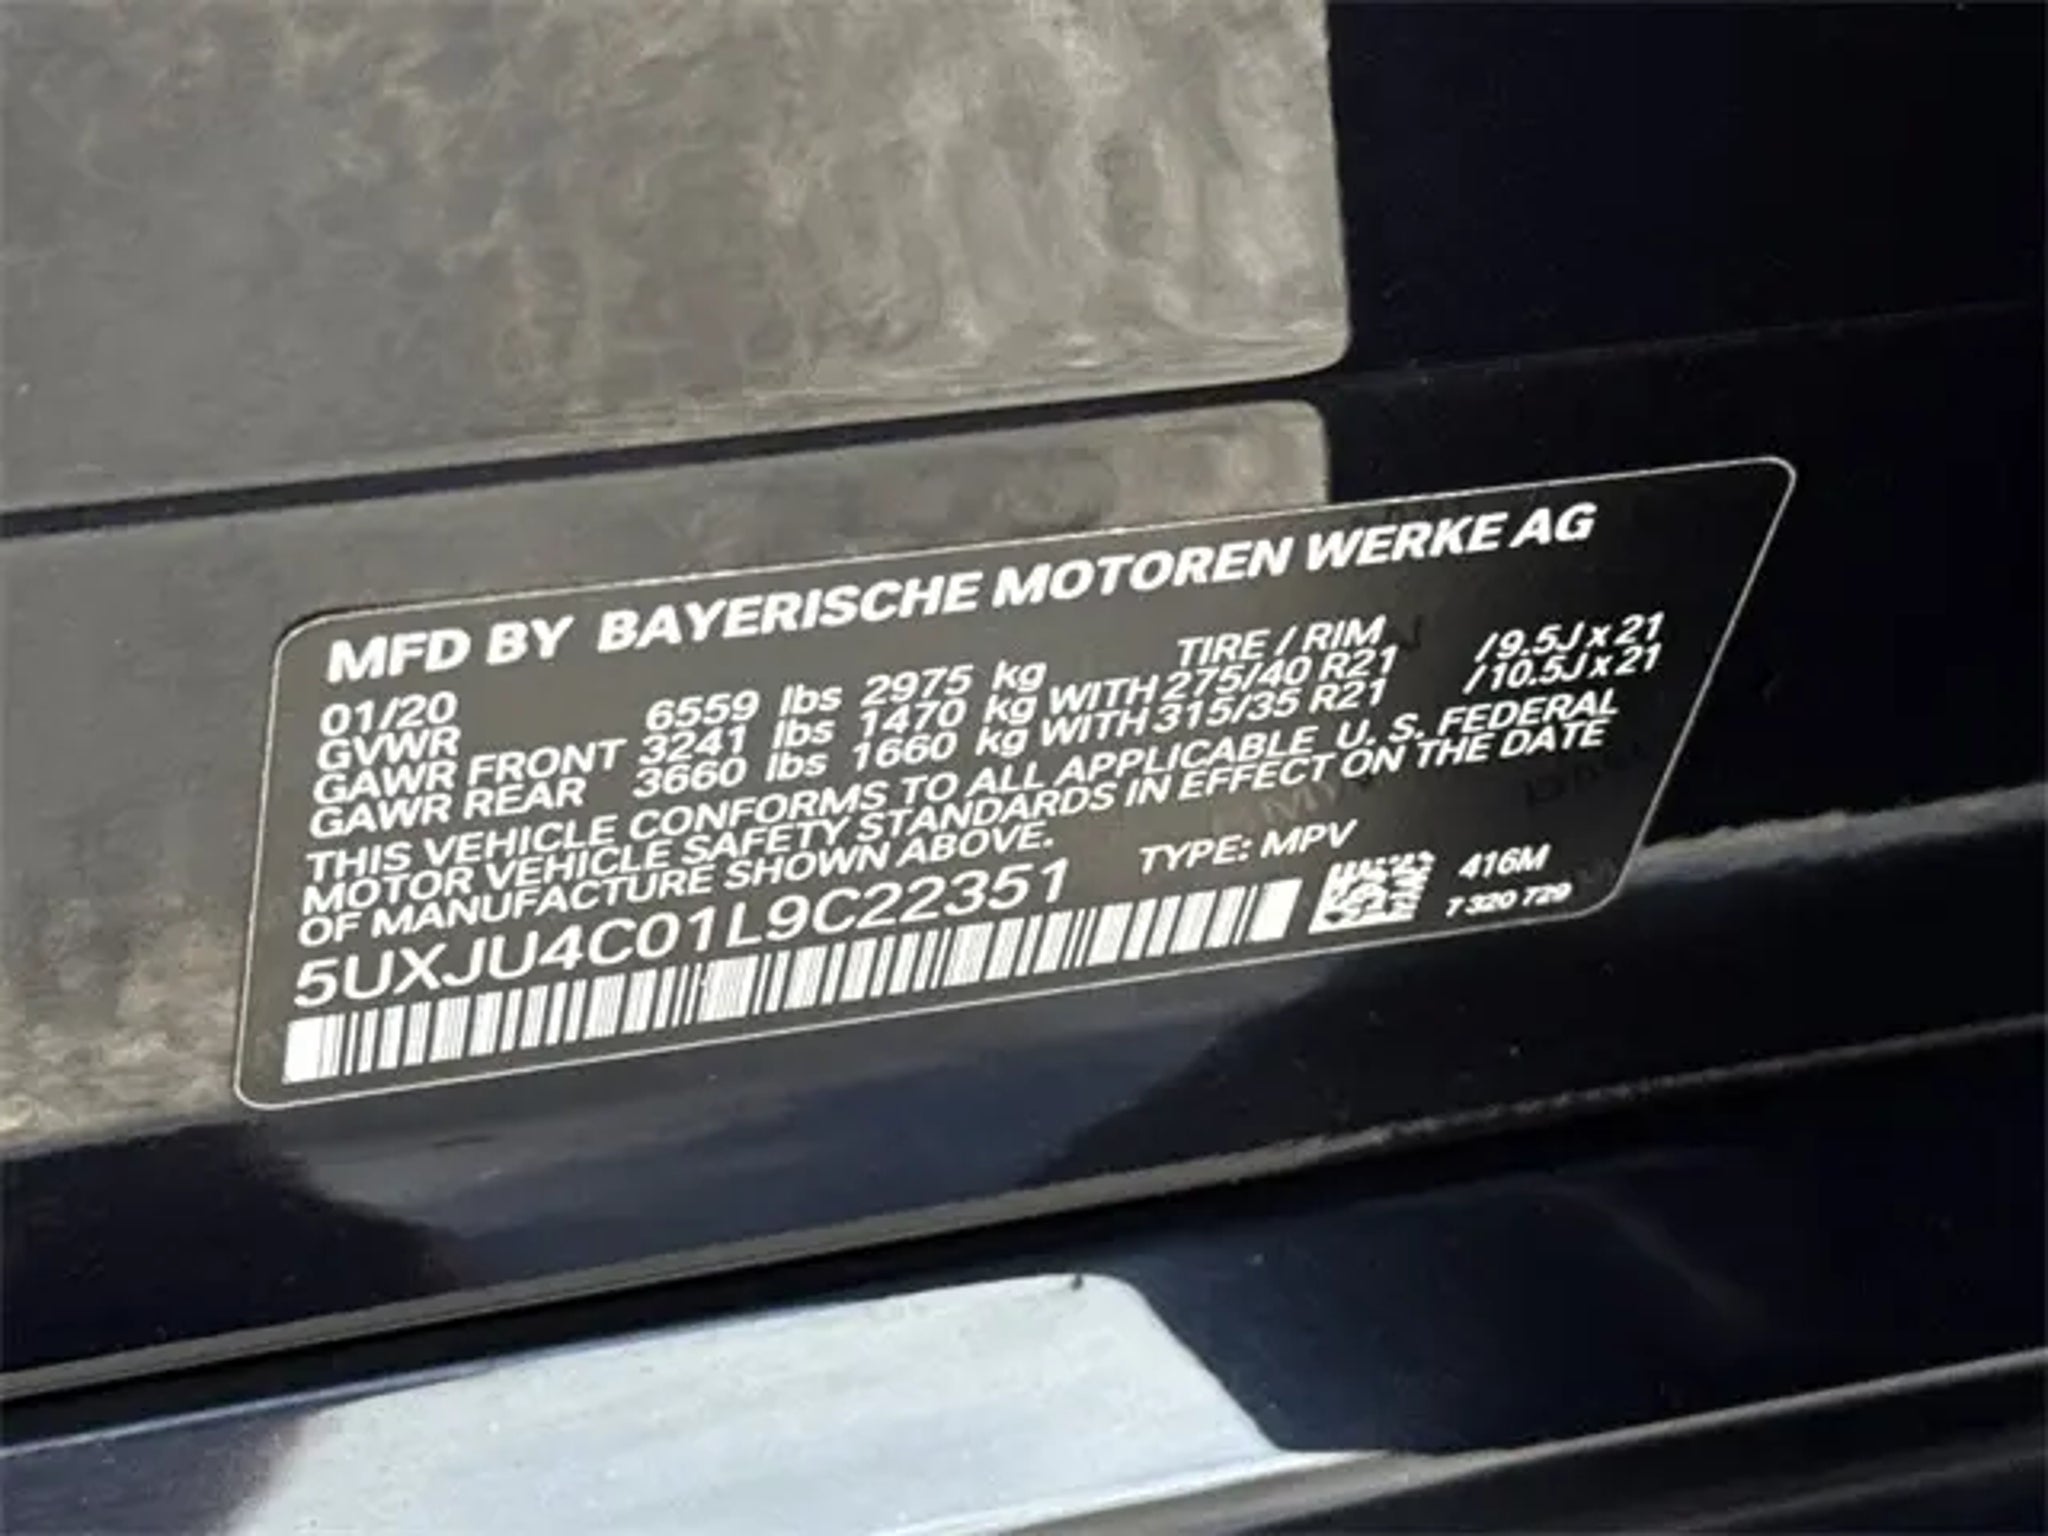 MFD BY BAYERISCHE MOTOREN WERKE AG
01/20 TIRE / RIM
GVWR 6559 lbs 2975 kg
GAWR FRONT 3241 lbs 1470 kg WITH 275/40 R21 /9.5J x 21
GAWR REAR 3660 lbs 1660 kg WITH 315/35 R21 /10.5J x 21
THIS VEHICLE CONFORMS TO ALL APPLICABLE U. S. FEDERAL
MOTOR VEHICLE SAFETY STANDARDS IN EFFECT ON THE DATE
OF MANUFACTURE SHOWN ABOVE.
5UXJU4C01L9C22351 TYPE: MPV
416M
7 320 729